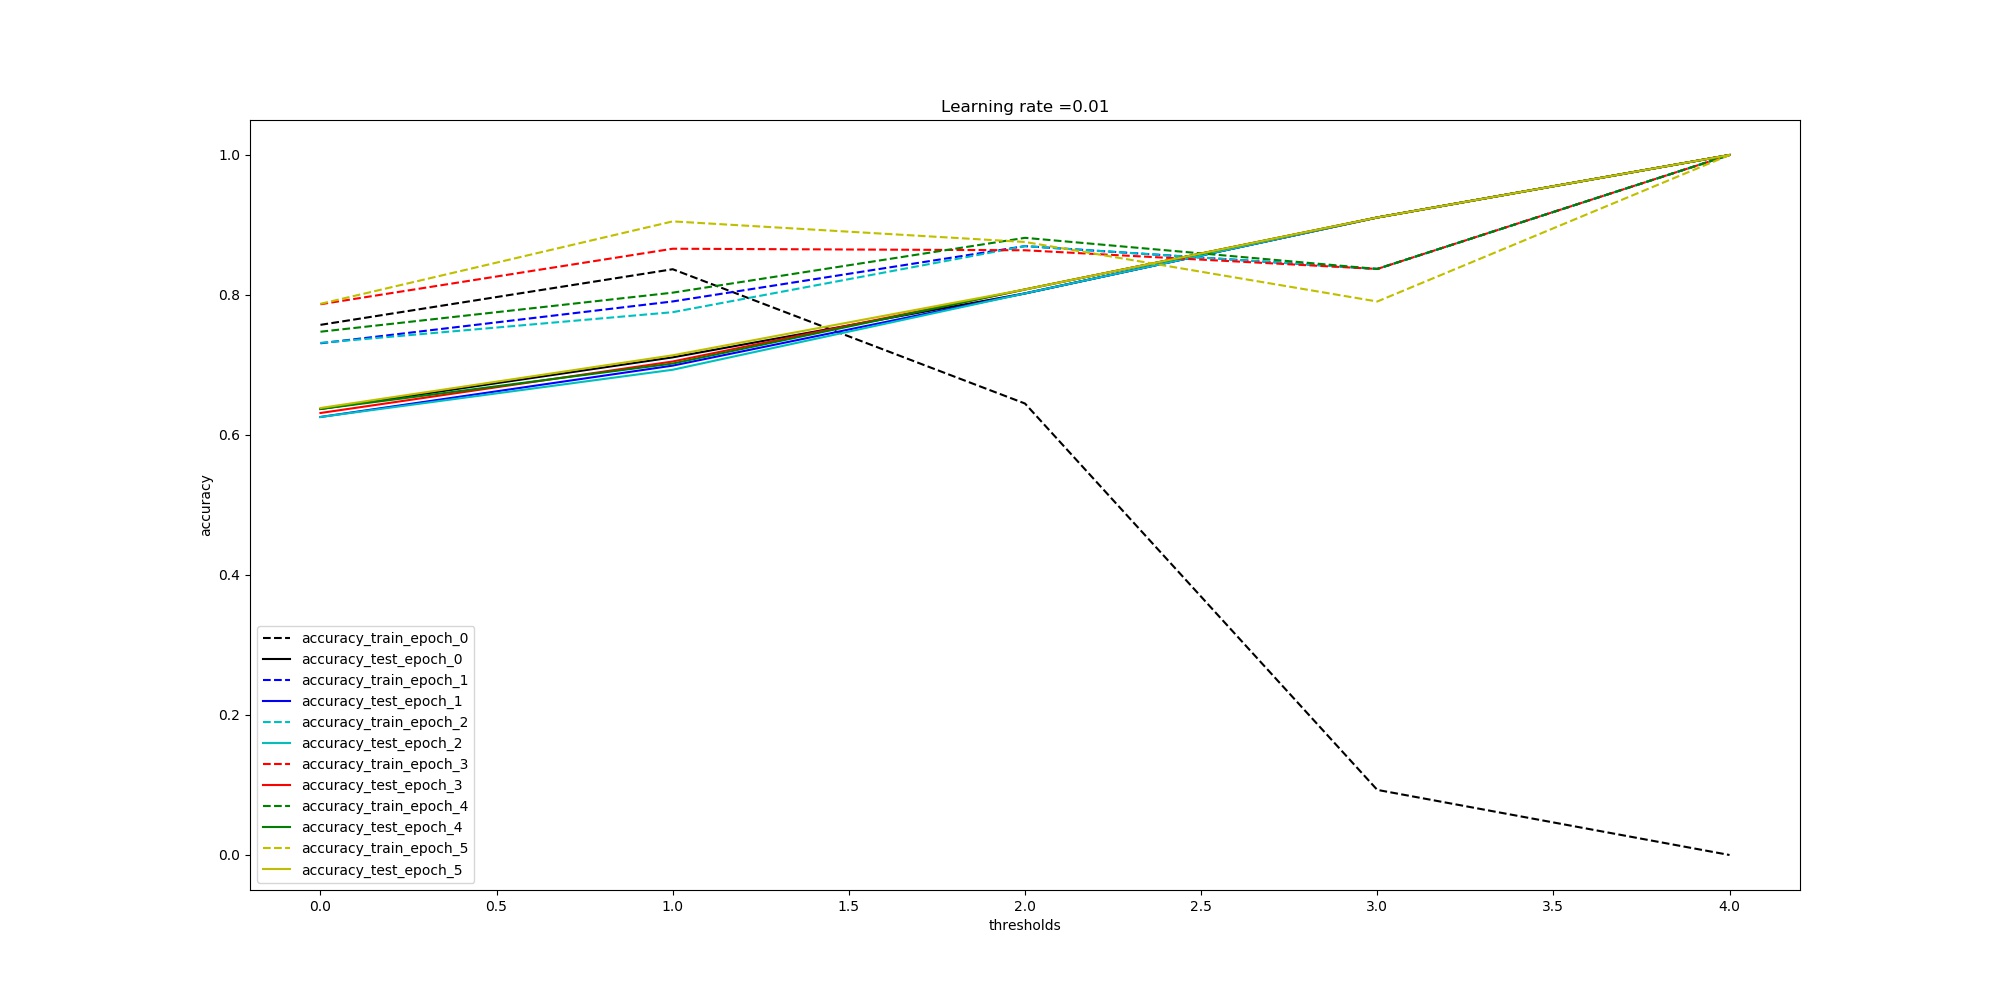 Learning rate =0.01
1.0
0.8
0.6
0.4
0.2
0.0
accuracy
accuracy_train_epoch_0
accuracy_test_epoch_0
accuracy_train_epoch_1
accuracy_test_epoch_1
accuracy_train_epoch_2
accuracy_test_epoch_2
accuracy_train_epoch_3
accuracy_test_epoch_3
accuracy_train_epoch_4
accuracy_test_epoch_4
accuracy_train_epoch_5
accuracy_test_epoch_5
0.0 0.5 1.0 1.5 2.0 2.5 3.0 3.5 4.0
thresholds